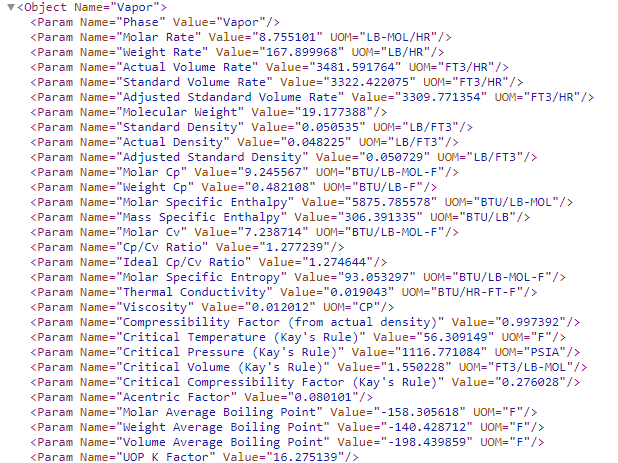 ▼<Object Name="Vapor">
<Param Name="Phase" Value="Vapor"/>
<Param Name="Molar Rate" Value="8.755101" UOM="LB-MOL/HR"/>
<Param Name="Weight Rate" Value="167.899968" UOM="LB/HR"/>
<Param Name="Actual Volume Rate" Value="3481.591764" UOM="FT3/HR"/>
<Param Name="Standard Volume Rate" Value="3322.422075" UOM="FT3/HR"/>
<Param Name="Adjusted Stdandard Volume Rate" Value="3309.771354" UOM="FT3/HR"/>
<Param Name="Molecular Weight" Value="19.177388"/>
<Param Name="Standard Density" Value="0.050535" UOM="LB/FT3"/>
<Param Name="Actual Density" Value="0.048225" UOM="LB/FT3"/>
<Param Name="Adjusted Standard Density" Value="0.050729" UOM="LB/FT3"/>
<Param Name="Molar Cp" Value="9.245567" UOM="BTU/LB-MOL-F"/>
<Param Name="Weight Cp" Value="0.482108" UOM="BTU/LB-F"/>
<Param Name="Molar Specific Enthalpy" Value="5875.785578" UOM="BTU/LB-MOL"/>
<Param Name="Mass Specific Enthalpy" Value="306.391335" UOM="BTU/LB"/>
<Param Name="Molar Cv" Value="7.238714" UOM="BTU/LB-MOL-F"/>
<Param Name="Cp/Cv Ratio" Value="1.277239"/>
<Param Name="Ideal Cp/Cv Ratio" Value="1.274644"/>
<Param Name="Molar Specific Entropy" Value="93.053297" UOM="BTU/LB-MOL-F"/>
<Param Name="Thermal Conductivity" Value="0.019043" UOM="BTU/HR-FT-F"/>
<Param Name="Viscosity" Value="0.012012" UOM="CP"/>
<Param Name="Compressibility Factor (from actual density)" Value="0.997392"/>
<Param Name="Critical Temperature (Kay's Rule)" Value="56.309149" UOM="F"/>
<Param Name="Critical Pressure (Kay's Rule)" Value="1116.771084" UOM="PSIA"/>
<Param Name="Critical Volume (Kay's Rule)" Value="1.550228" UOM="FT3/LB-MOL"/>
<Param Name="Critical Compressibility Factor (Kay's Rule)" Value="0.276028"/>
<Param Name="Acentric Factor" Value="0.080101"/>
<Param Name="Molar Average Boiling Point" Value="-158.305618" UOM="F"/>
<Param Name="Weight Average Boiling Point" Value="-140.428712" UOM="F"/>
<Param Name="Volume Average Boiling Point" Value="-198.439859" UOM="F"/>
<Param Name="UOP K Factor" Value="16.275139"/>